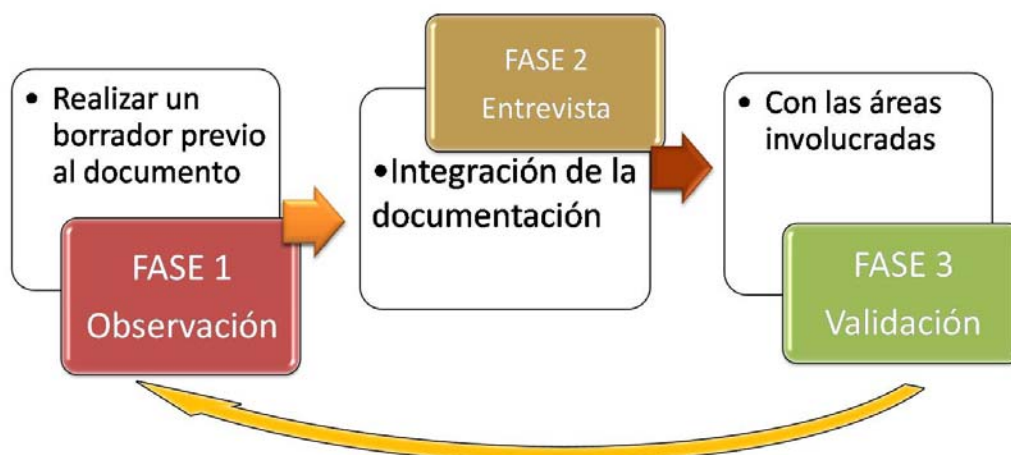 • Realizar un
borrador previo
al documento
FASE 1
Observación
FASE 2
Entrevista
•Integración de la
documentación
• Con las áreas
involucradas
FASE 3
Validación